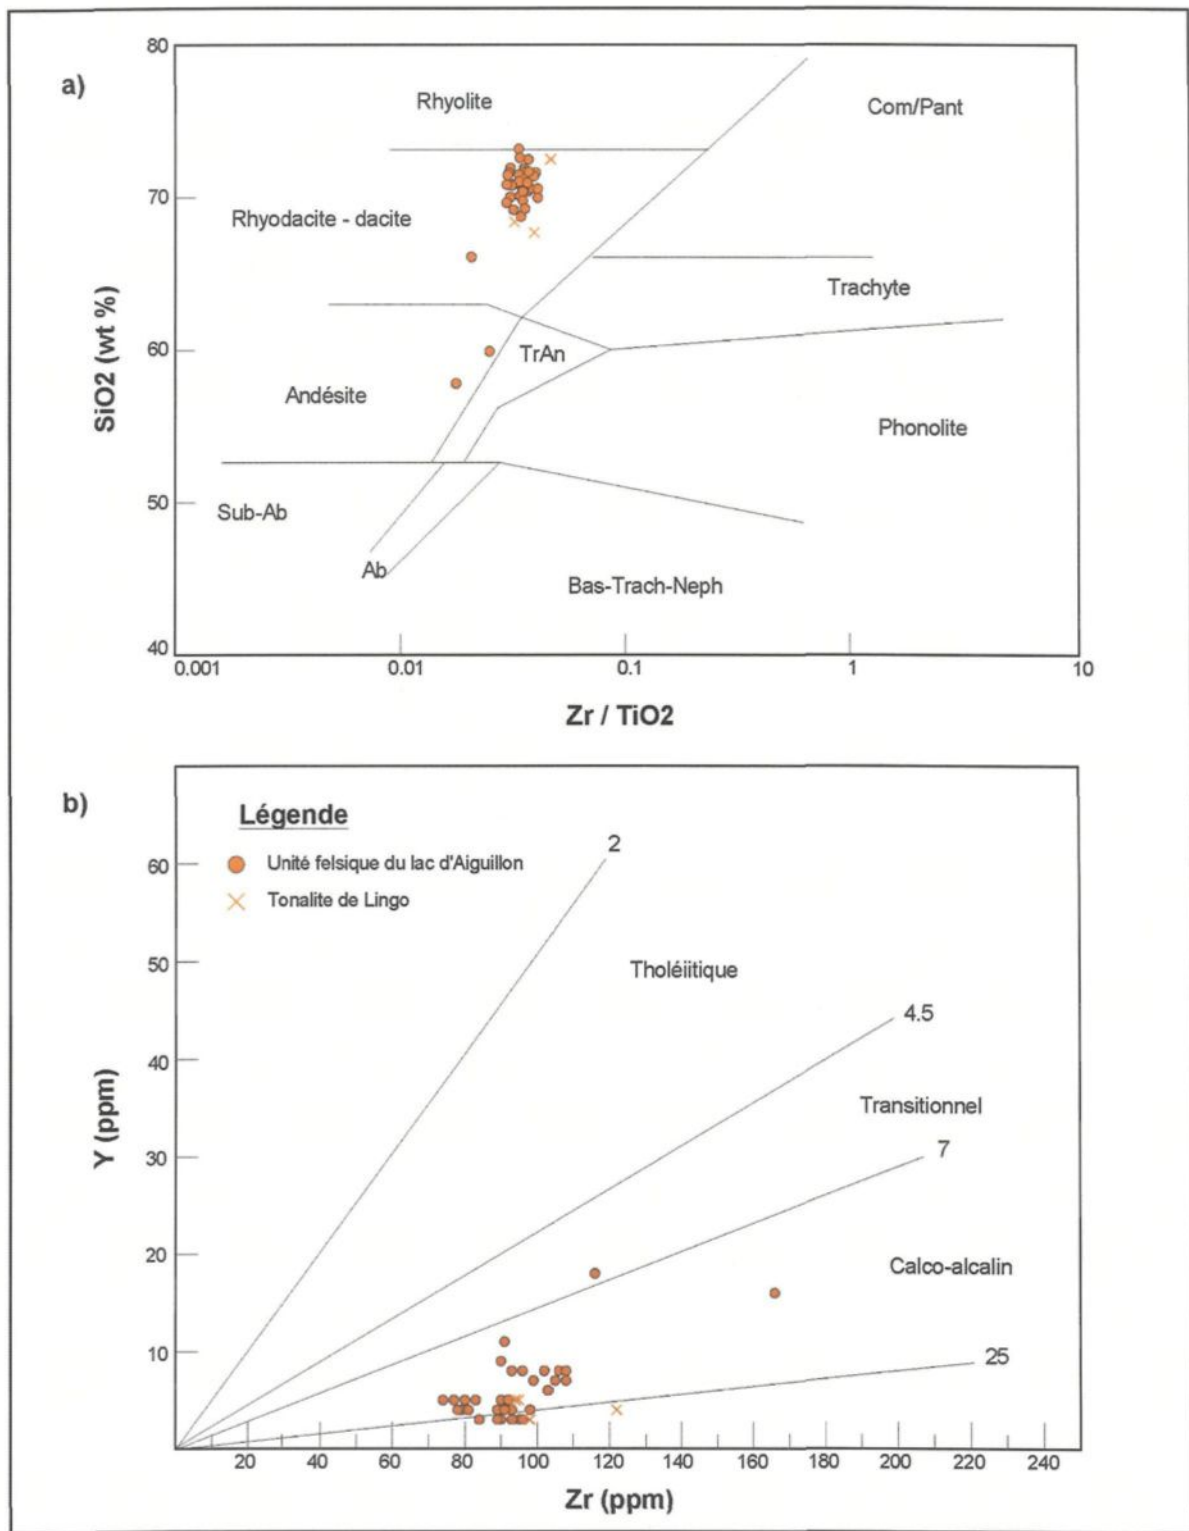 a)
80
Rhyolite
Com/Pant
70
Rhyodacite - dacite
Trachyte
60
TrAn
Andésite
Phonolite
50
Sub-Ab
Ab
Bas-Trach-Neph
40
SiO2 (wt %)
0.001 0.01 0.1 1 10
Zr / TiO2
b)
Légende
Unité felsique du lac d'Aiguillon
Tonalite de Lingo
2
60
Tholéiitique
50
4.5
40
Transitionnel
7
30
20
Calco-alcalin
10
25
Y (ppm)
20 40 60 80 100 120 140 160 180 200 220 240
Zr (ppm)